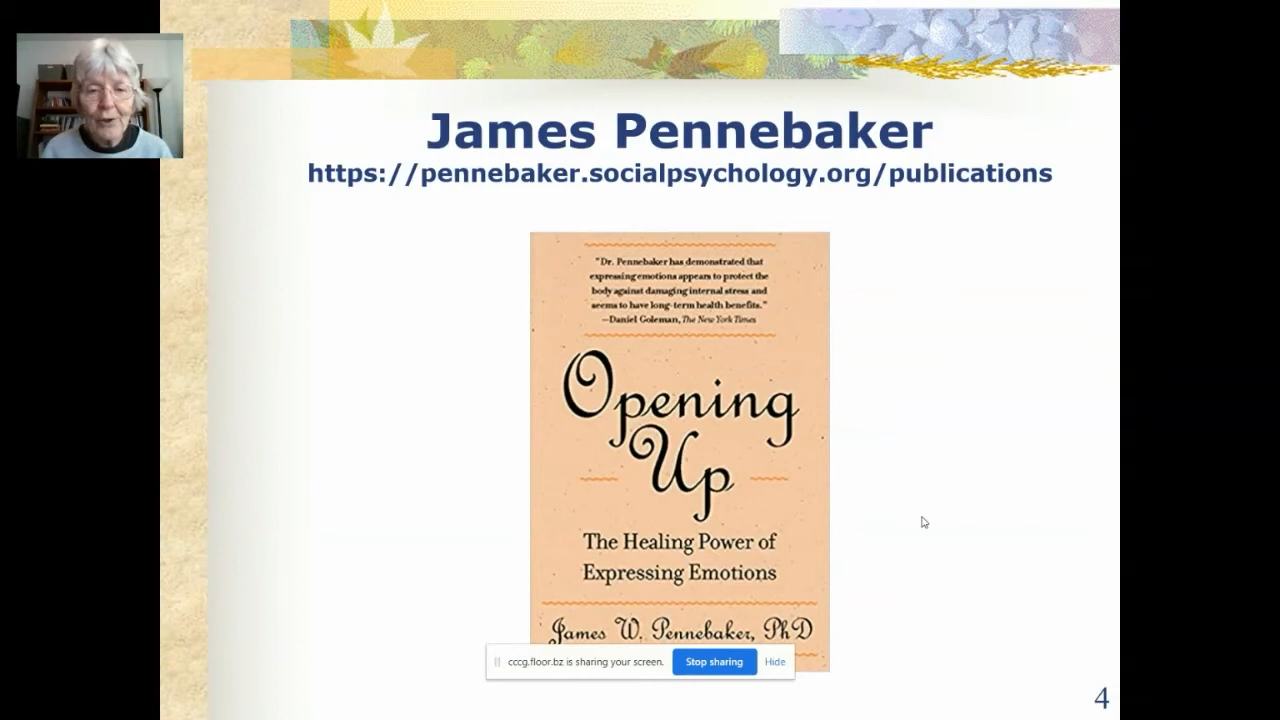 James Pennebaker
https://pennebaker.socialpsychology.org/publications
"Dr. Pennebaker has demonstrated that
expressing emotions appears to protect the
body against damaging internal stress and
seems to have long-term health benefits."
—Daniel Goleman, The New York Times
Opening
Up
The Healing Power of
Expressing Emotions
James W. Pennebaker, PhD
cccg.floor.bz is sharing your screen. Stop sharing Hide
4